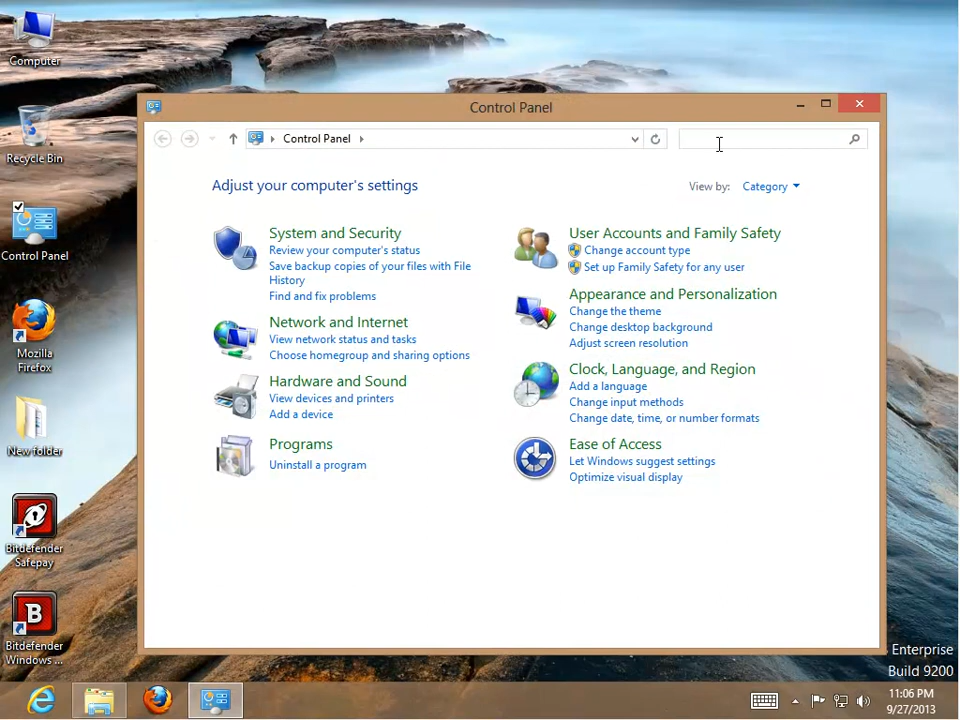 Computer
Recycle Bin
Control Panel
Mozilla
Firefox
New folder
Bitdefender
Safepay
B
Bitdefender
Windows ...
Control Panel
Control Panel
Adjust your computer's settings
View by: Category
System and Security
Review your computer's status
Save backup copies of your files with File
History
Find and fix problems
Network and Internet
View network status and tasks
Choose homegroup and sharing options
Hardware and Sound
View devices and printers
Add a device
Programs
Uninstall a program
User Accounts and Family Safety
Change account type
Set up Family Safety for any user
Appearance and Personalization
Change the theme
Change desktop background
Adjust screen resolution
Clock, Language, and Region
Add a language
Change input methods
Change date, time, or number formats
Ease of Access
Let Windows suggest settings
Optimize visual display
Enterprise
Build 9200
11:06 PM
9/27/2013